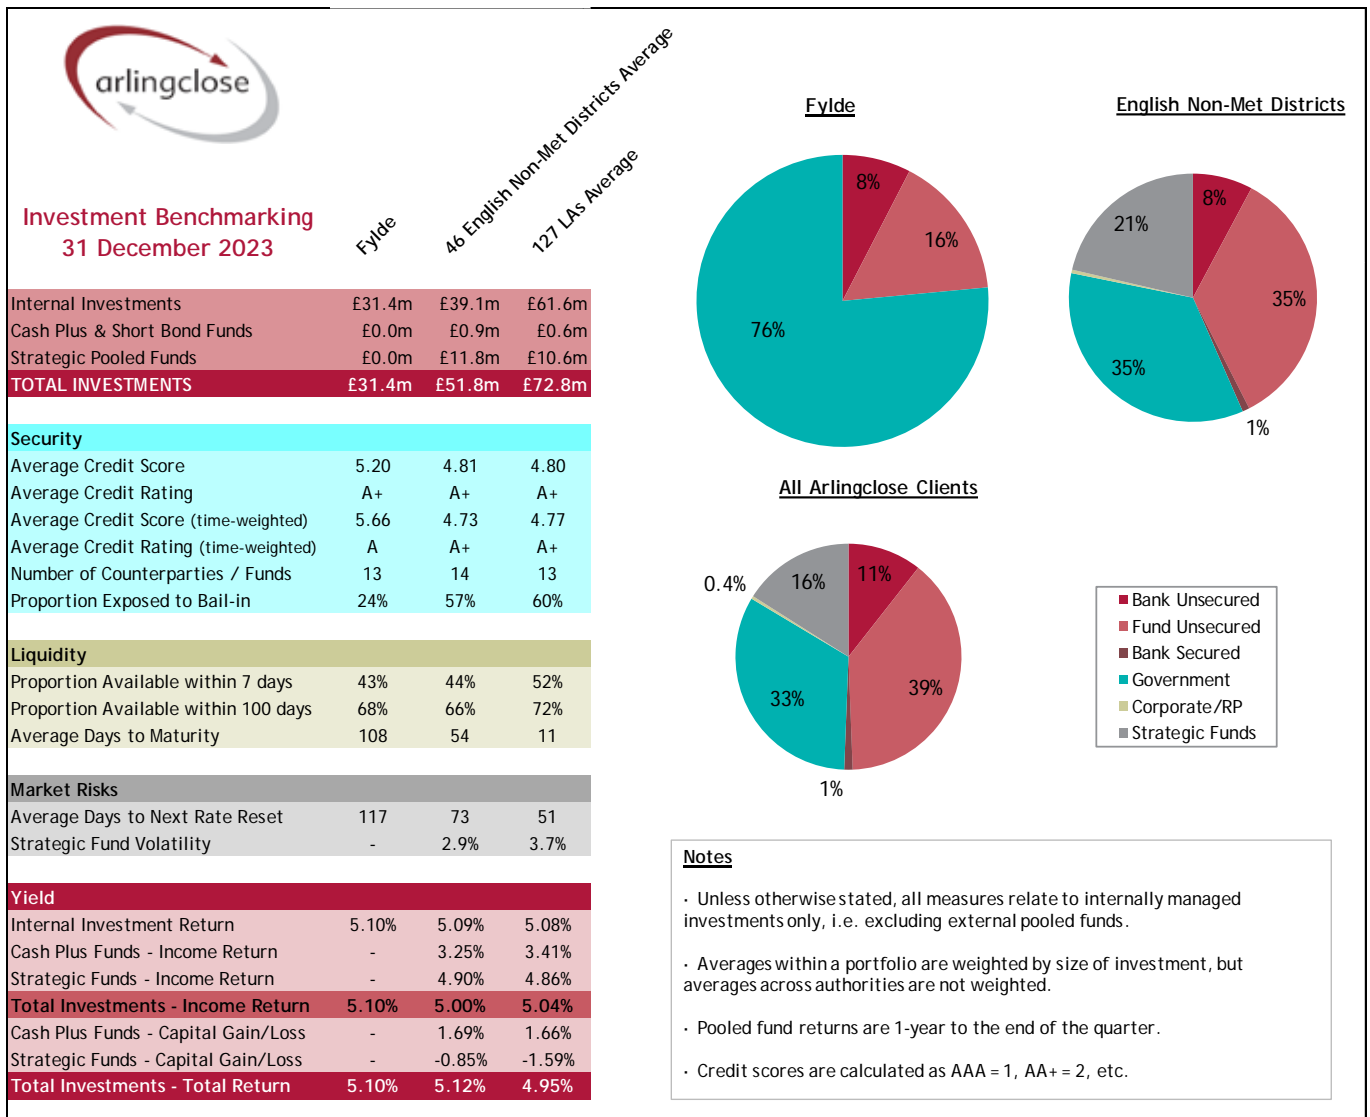 arlingclose
Investment Benchmarking
31 December 2023
Fylde
46 English Non-Met Districts Average
127 LAs Average
Internal Investments £31.4m £39.1m £61.6m
Cash Plus & Short Bond Funds £0.0m £0.9m £0.6m
Strategic Pooled Funds £0.0m £11.8m £10.6m
TOTAL INVESTMENTS £31.4m £51.8m £72.8m
Security
Average Credit Score 5.20 4.81 4.80
Average Credit Rating A+ A+ A+
Average Credit Score (time-weighted) 5.66 4.73 4.77
Average Credit Rating (time-weighted) A A+ A+
Number of Counterparties / Funds 13 14 13
Proportion Exposed to Bail-in 24% 57% 60%
Liquidity
Proportion Available within 7 days 43% 44% 52%
Proportion Available within 100 days 68% 66% 72%
Average Days to Maturity 108 54 11
Market Risks
Average Days to Next Rate Reset 117 73 51
Strategic Fund Volatility - 2.9% 3.7%
Yield
Internal Investment Return 5.10% 5.09% 5.08%
Cash Plus Funds - Income Return - 3.25% 3.41%
Strategic Funds - Income Return - 4.90% 4.86%
Total Investments - Income Return 5.10% 5.00% 5.04%
Cash Plus Funds - Capital Gain/Loss - 1.69% 1.66%
Strategic Funds - Capital Gain/Loss - -0.85% -1.59%
Total Investments - Total Return 5.10% 5.12% 4.95%
Fylde
8%
16%
76%
English Non-Met Districts
8%
21%
35%
35%
1%
All Arlingclose Clients
11%
16%
0.4%
39%
33%
1%
Bank Unsecured
Fund Unsecured
Bank Secured
Government
Corporate/RP
Strategic Funds
Notes
· Unless otherwise stated, all measures relate to internally managed
investments only, i.e. excluding external pooled funds.
· Averages within a portfolio are weighted by size of investment, but
averages across authorities are not weighted.
· Pooled fund returns are 1-year to the end of the quarter.
· Credit scores are calculated as AAA = 1, AA+ = 2, etc.